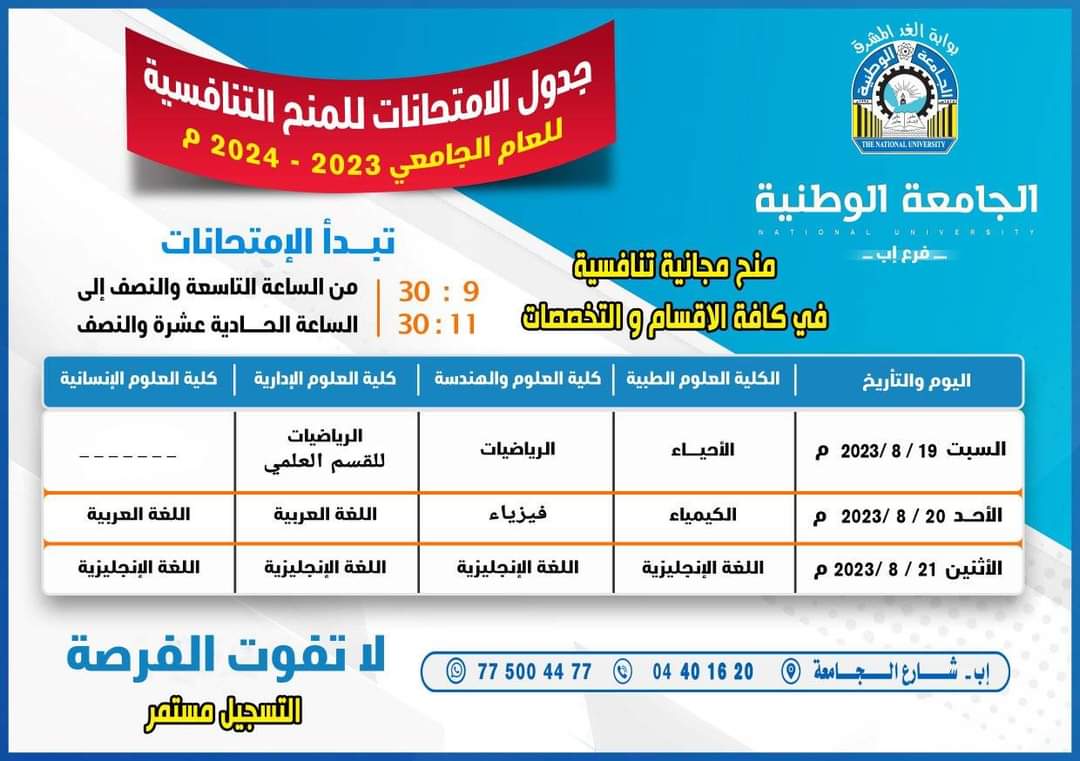 جدول الامتحانات للمنح التنافسية
للعام الجامعي 2023 - 2024 م
بوابة الغد المشرق
الجامعة الوطنية
THE NATIONAL UNIVERSITY
الجامعة الوطنية
NATIONAL UNIVERSITY
فرع إب
منح مجانية تنافسية
في كافة الاقسام و التخصصات
تبـدأ الإمتحانات
30 : 9 | من الساعة التاسعة والنصف إلى
30 : 11 | الساعة الحـادية عشرة والنصف
اليوم والتأريخ | الكلية العلوم الطبية | كلية العلوم والهندسة | كلية العلوم الإدارية | كلية العلوم الإنسانية
السبت 19 / 8 /2023 م | الأحيـاء | الرياضيات | الرياضيات للقسم العلمي | -------
الأحـد 20 / 8 /2023 م | الكيمياء | فيزياء | اللغة العربية | اللغة العربية
الأثنين 21 / 8 /2023 م | اللغة الإنجليزية | اللغة الإنجليزية | اللغة الإنجليزية | اللغة الإنجليزية
إب - شـارع الـجـامعة 04 40 16 20 77 500 44 77
لا تفوت الفرصة
التسجيل مستمر